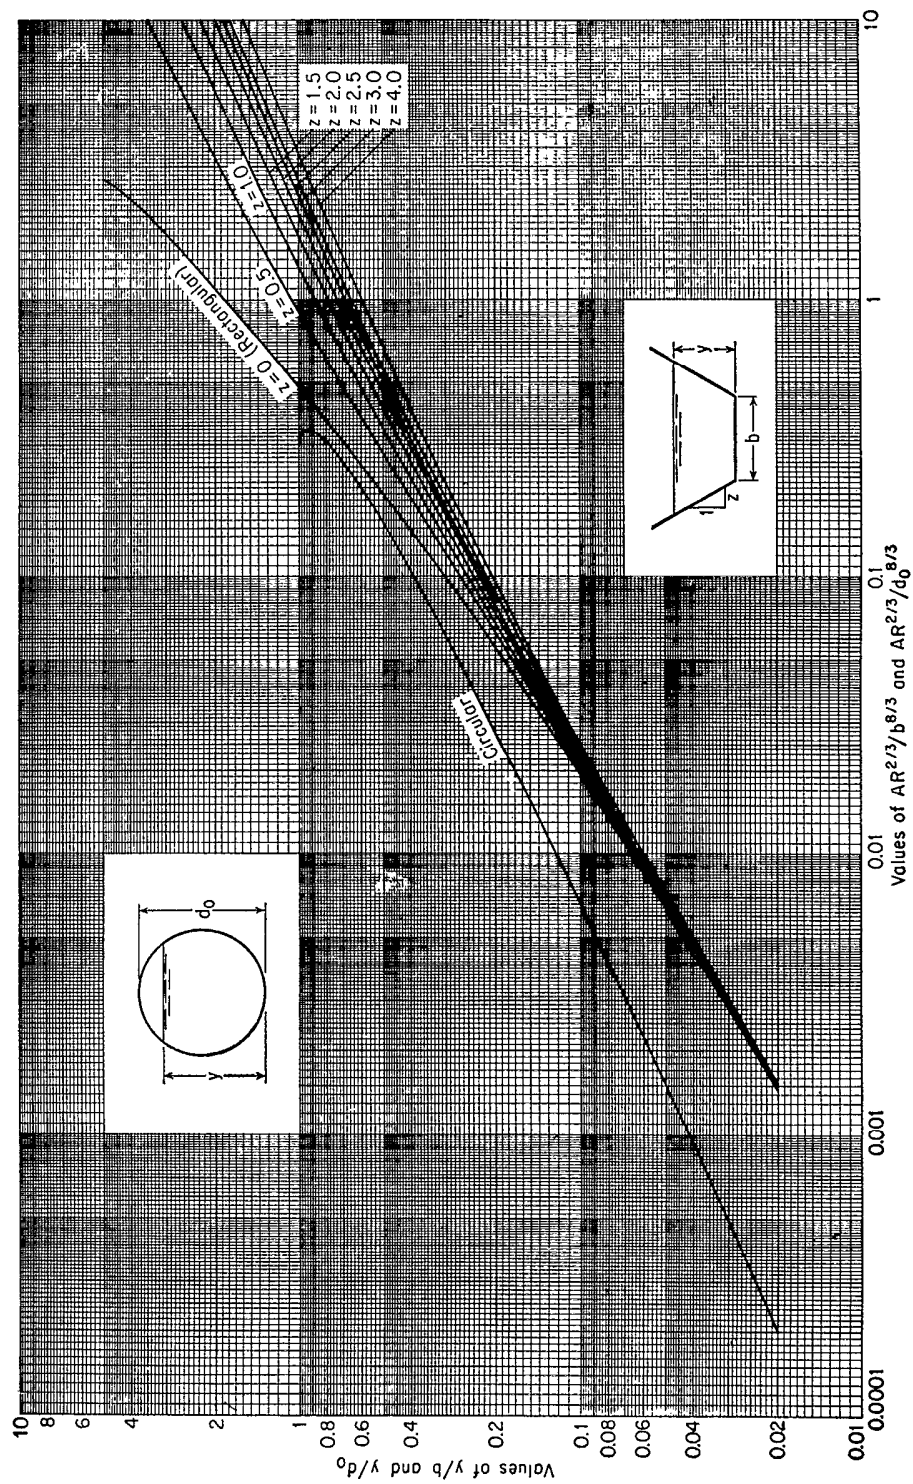 10
8
6
4
2
1
0.8
0.6
0.4
0.2
0.1
0.08
0.06
0.04
0.02
0.01
Values of y/b and y/d₀
0.0001
0.001
0.01
0.1
1
10
Values of AR^2/3/b^8/3 and AR^2/3/d₀^8/3
y
d₀
Circular
z=0 (Rectangular)
z=0.5
z=1.0
z=1.5
z=2.0
z=2.5
z=3.0
z=4.0
1
z
b
y